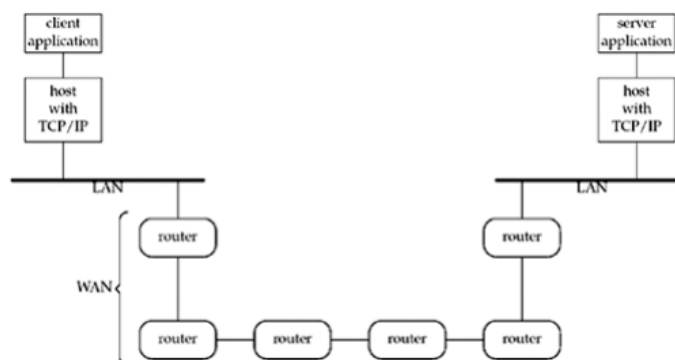 client
application
server
application
host
with
TCP/IP
host
with
TCP/IP
LAN
LAN
router
router
WAN
router
router
router
router